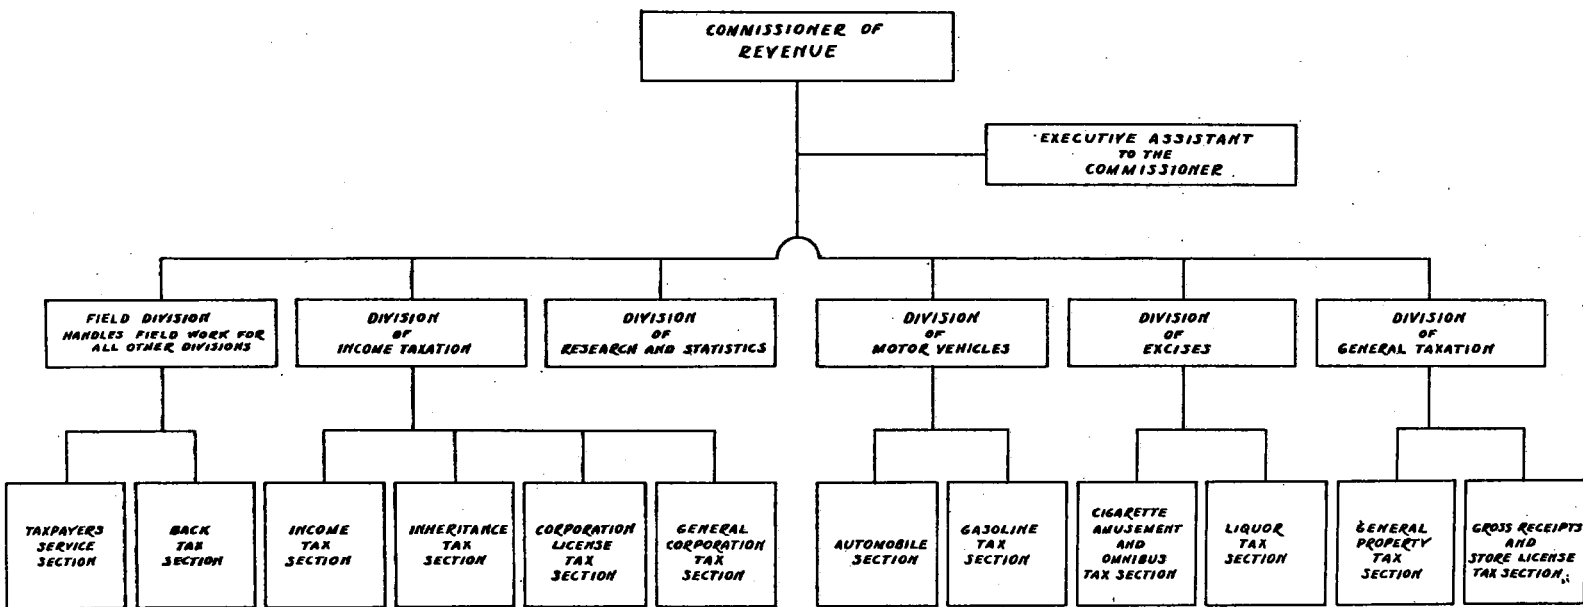 COMMISSIONER OF
REVENUE
EXECUTIVE ASSISTANT
TO THE
COMMISSIONER
FIELD DIVISION
HANDLES FIELD WORK FOR
ALL OTHER DIVISIONS
DIVISION
OF
INCOME TAXATION
DIVISION
OF
RESEARCH AND STATISTICS
DIVISION
OF
MOTOR VEHICLES
DIVISION
OF
EXCISES
DIVISION
OF
GENERAL TAXATION
TAXPAYERS
SERVICE
SECTION
BACK
TAX
SECTION
INCOME
TAX
SECTION
INHERITANCE
TAX
SECTION
CORPORATION
LICENSE
TAX
SECTION
GENERAL
CORPORATION
TAX
SECTION
AUTOMOBILE
SECTION
GASOLINE
TAX
SECTION
CIGARETTE
AMUSEMENT
AND
OMNIBUS
TAX SECTION
LIQUOR
TAX
SECTION
GENERAL
PROPERTY
TAX
SECTION
GROSS RECEIPTS
AND
STORE LICENSE
TAX SECTION